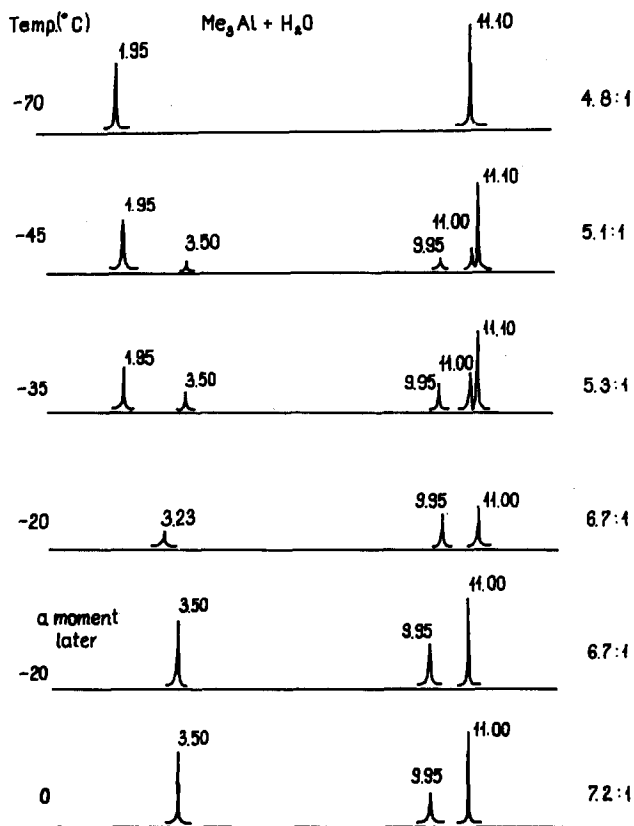 Temp.(°C) Me₃Al + H₂O
1.95 11.10
-70 4.8:1
1.95 11.10
-45 3.50 9.95 11.00 5.1:1
1.95 11.10
-35 3.50 9.95 11.00 5.3:1
-20 3.23 9.95 11.00 6.7:1
a moment
later
-20 3.50 9.95 11.00 6.7:1
0 3.50 9.95 11.00 7.2:1